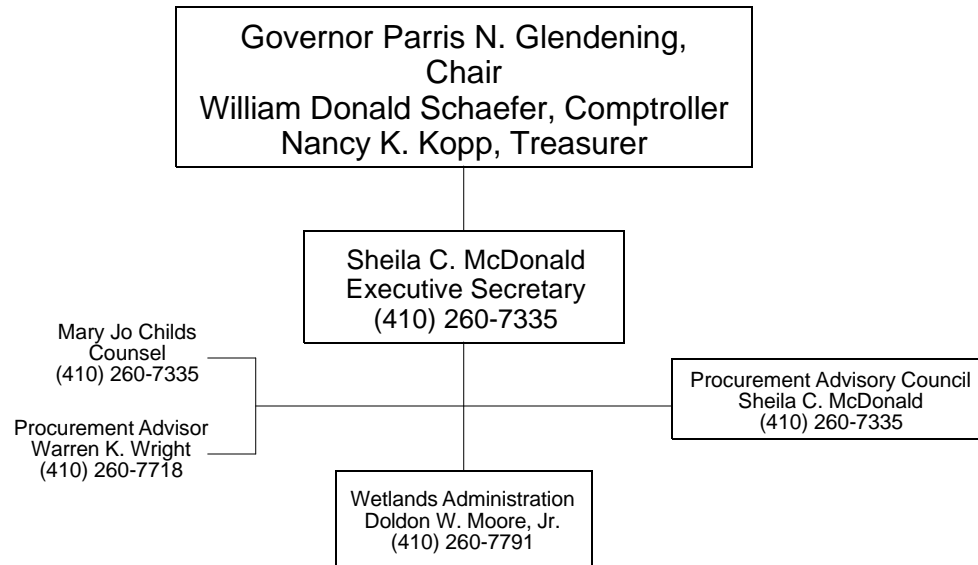 Governor Parris N. Glendening,
Chair
William Donald Schaefer, Comptroller
Nancy K. Kopp, Treasurer
Sheila C. McDonald
Executive Secretary
(410) 260-7335
Mary Jo Childs
Counsel
(410) 260-7335
Procurement Advisor
Warren K. Wright
(410) 260-7718
Procurement Advisory Council
Sheila C. McDonald
(410) 260-7335
Wetlands Administration
Doldon W. Moore, Jr.
(410) 260-7791